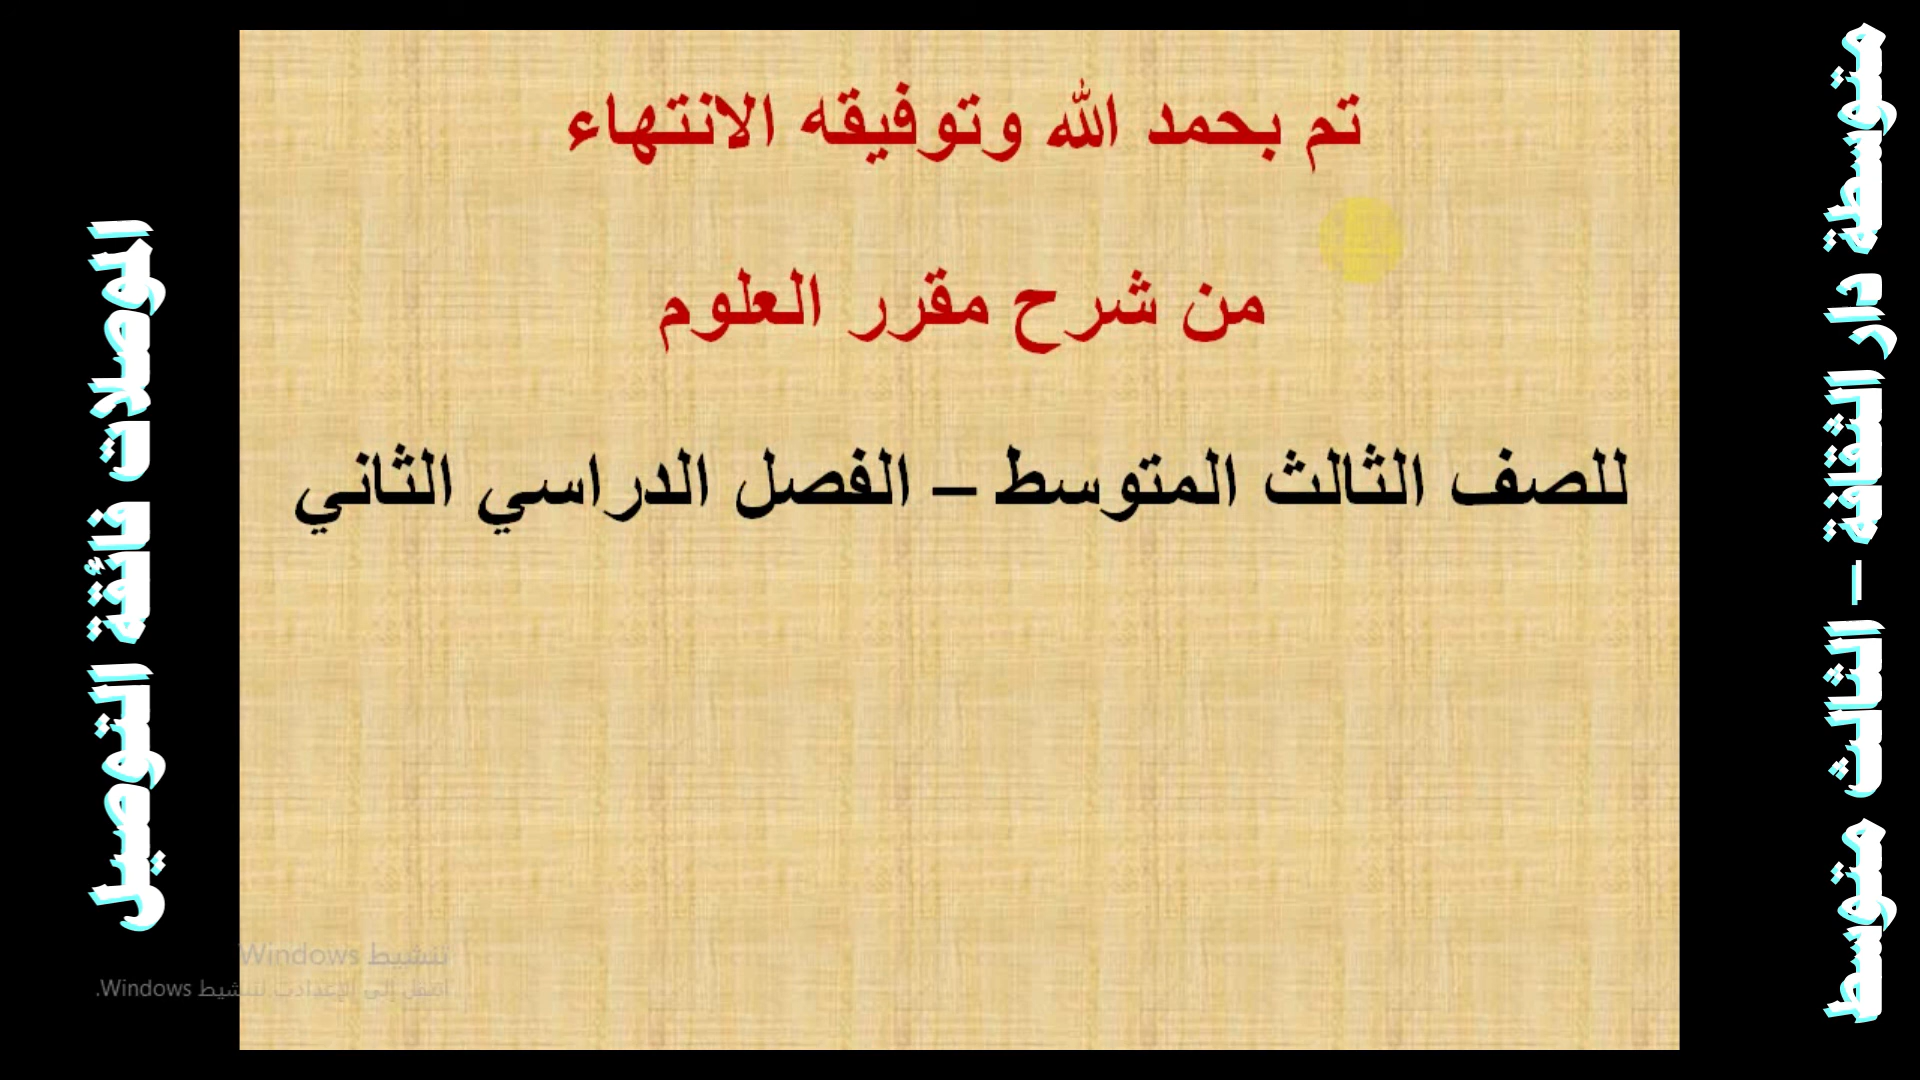 متوسطة دار الثقافة – الثالث متوسط
تم بحمد الله وتوفيقه الانتهاء
من شرح مقرر العلوم
للصف الثالث المتوسط – الفصل الدراسي الثاني
الموصلات فائقة التوصيل
تنشيط Windows
انتقل إلى الإعدادات لتنشيط Windows.